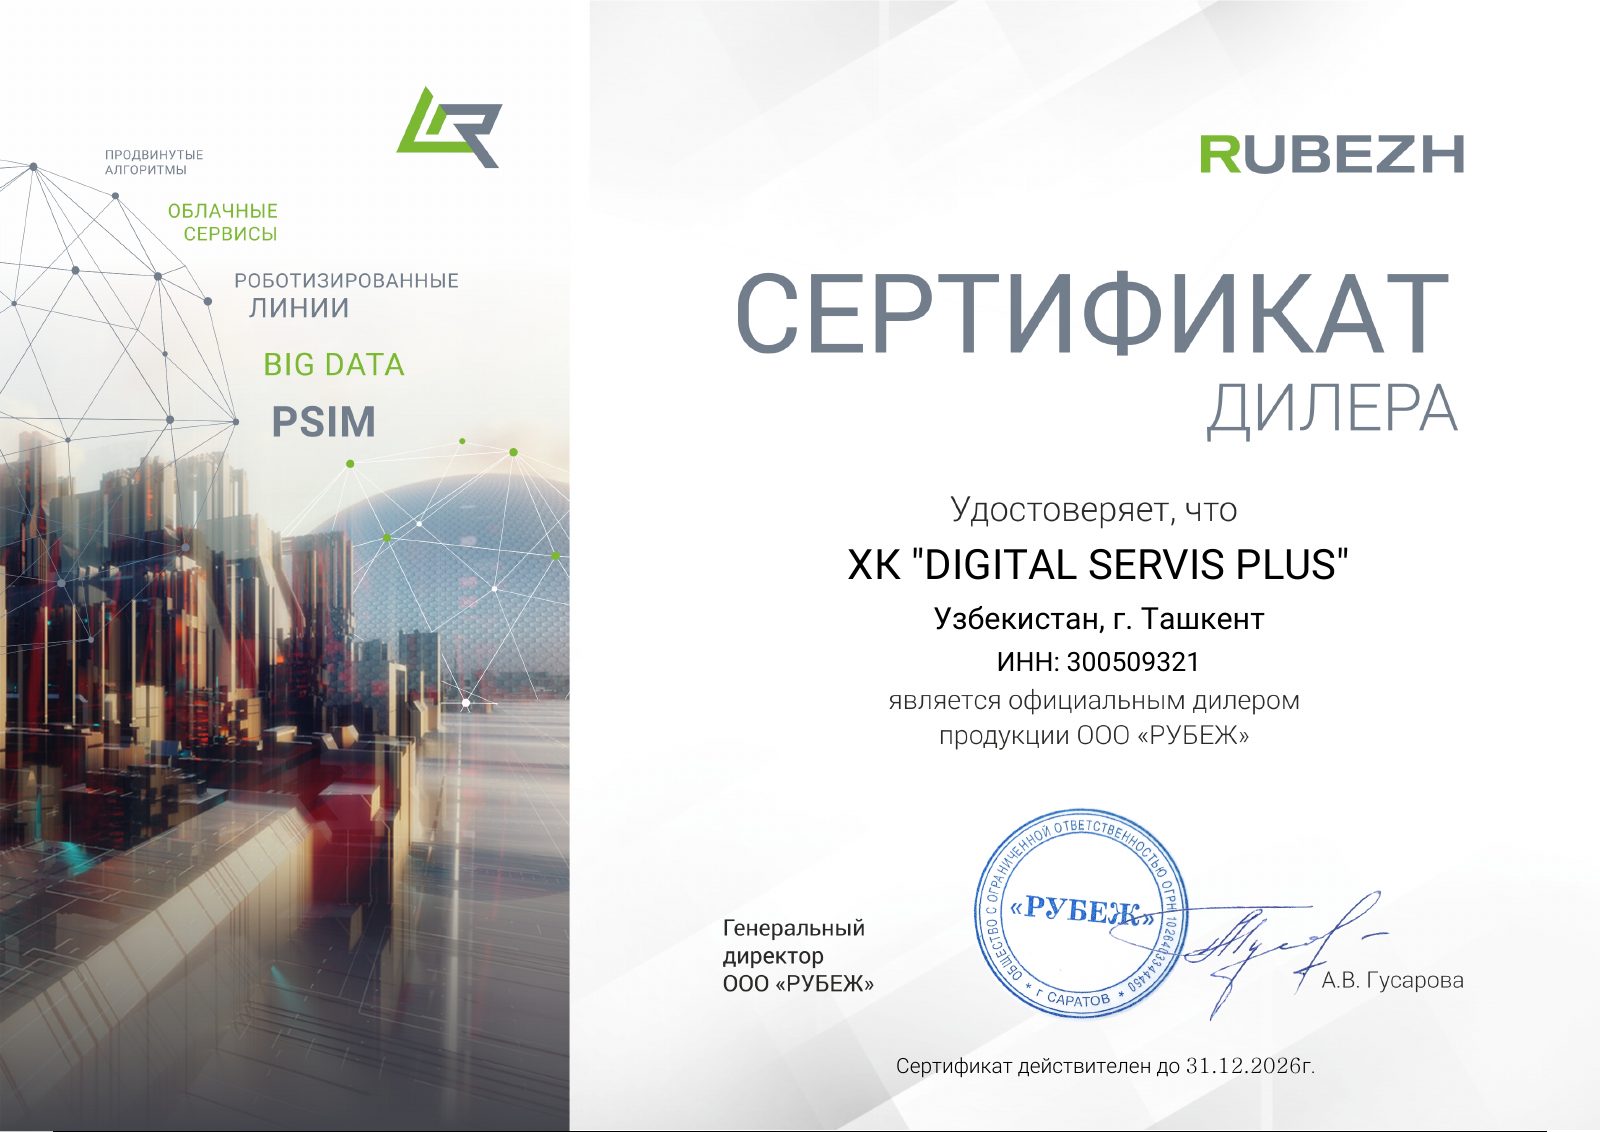 ПРОДВИНУТЫЕ
АЛГОРИТМЫ
ОБЛАЧНЫЕ
СЕРВИСЫ
РОБОТИЗИРОВАННЫЕ
ЛИНИИ
BIG DATA
PSIM
RUBEZH
СЕРТИФИКАТ
ДИЛЕРА
Удостоверяет, что
ХК "DIGITAL SERVIS PLUS"
Узбекистан, г. Ташкент
ИНН: 300509321
является официальным дилером
продукции ООО «РУБЕЖ»
Генеральный
директор
ООО «РУБЕЖ»
ОБЩЕСТВО С ОГРАНИЧЕННОЙ ОТВЕТСТВЕННОСТЬЮ ОГРН
«РУБЕЖ»
* г САРАТОВ *
А.В. Гусарова
Сертификат действителен до 31.12.2026г.